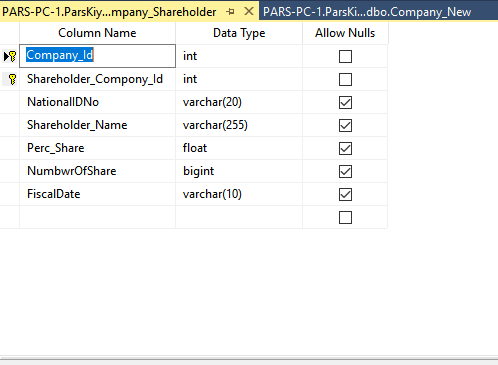 PARS-PC-1.ParsKiy...mpany_Shareholder PARS-PC-1.ParsKi...dbo.Company_New
Column Name Data Type Allow Nulls
Company_Id int
Shareholder_Compony_Id int
NationalIDNo varchar(20)
Shareholder_Name varchar(255)
Perc_Share float
NumbwrOfShare bigint
FiscalDate varchar(10)